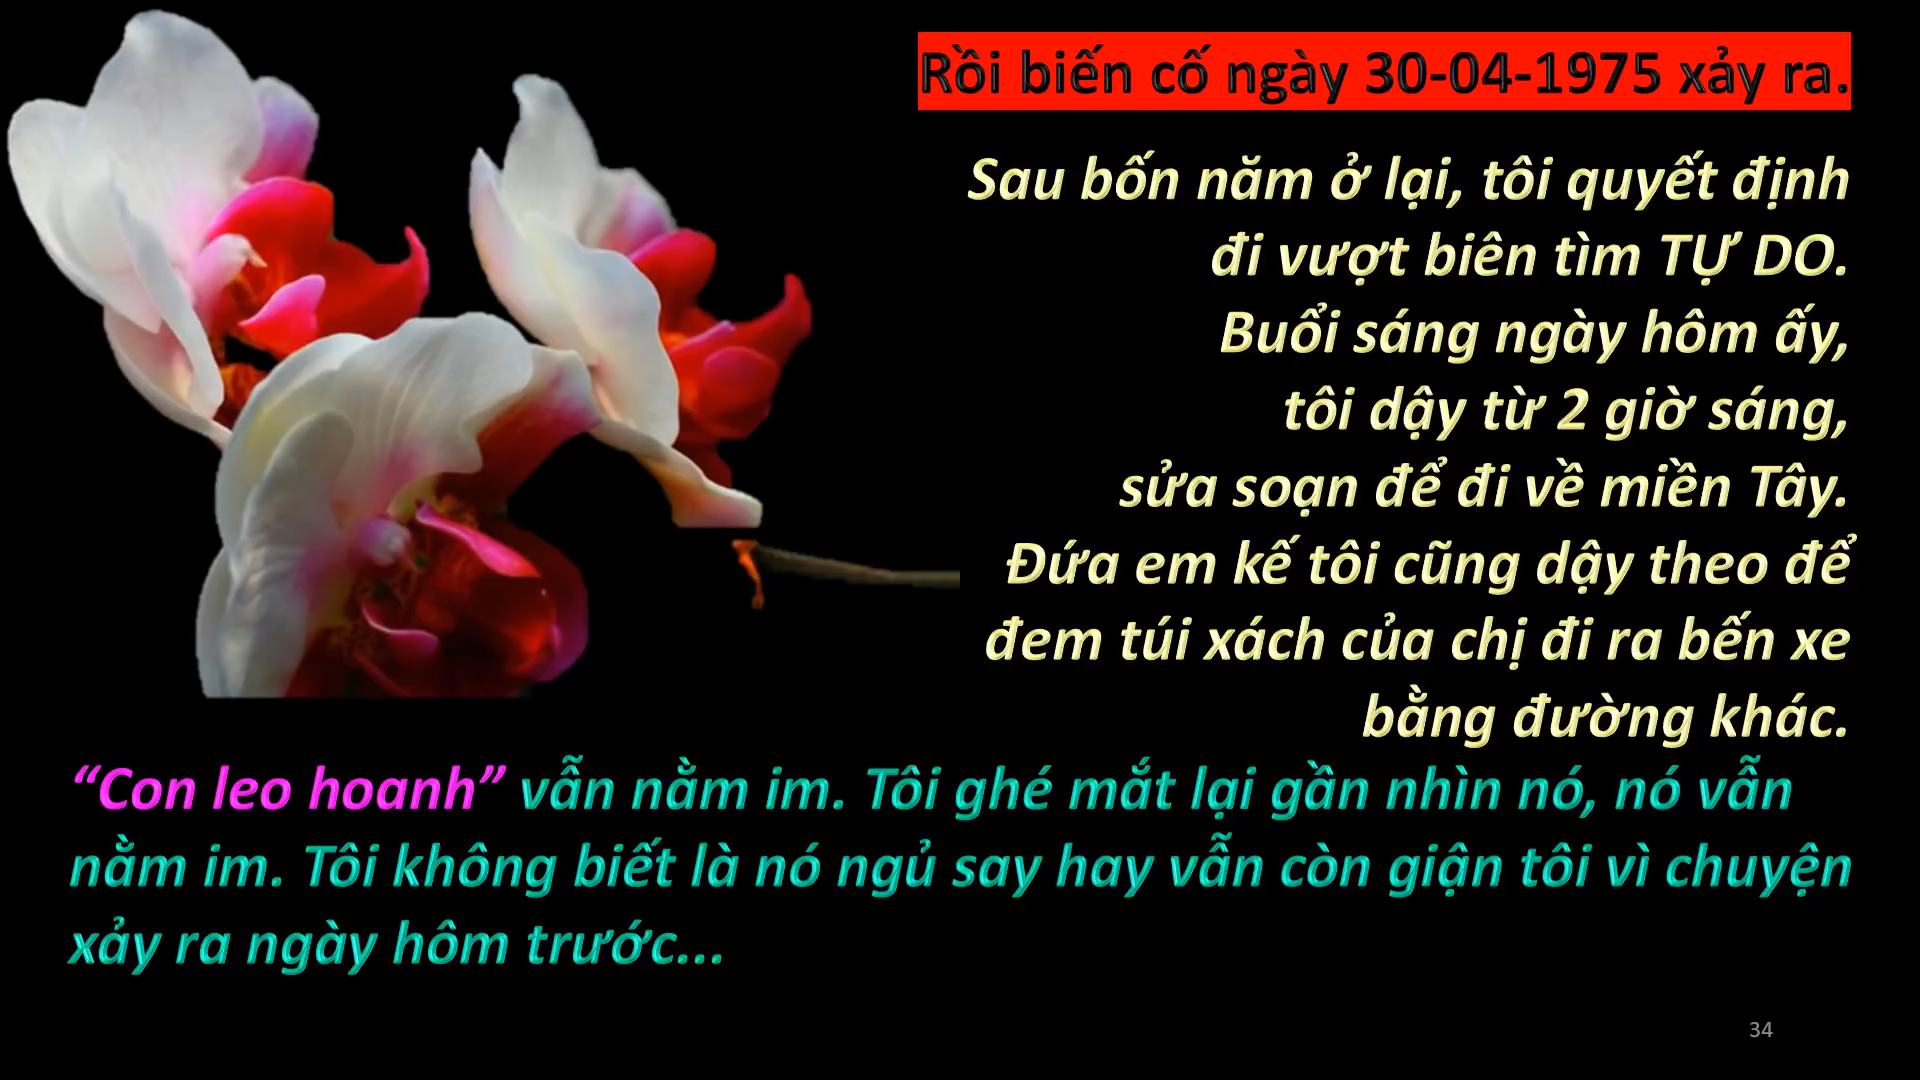 Rồi biến cố ngày 30-04-1975 xảy ra.
Sau bốn năm ở lại, tôi quyết định
đi vượt biên tìm TỰ DO.
Buổi sáng ngày hôm ấy,
tôi dậy từ 2 giờ sáng,
sửa soạn để đi về miền Tây.
Đứa em kế tôi cũng dậy theo để
đem túi xách của chị đi ra bến xe
bằng đường khác.
“Con leo hoanh” vẫn nằm im. Tôi ghé mắt lại gần nhìn nó, nó vẫn
nằm im. Tôi không biết là nó ngủ say hay vẫn còn giận tôi vì chuyện
xảy ra ngày hôm trước...
34